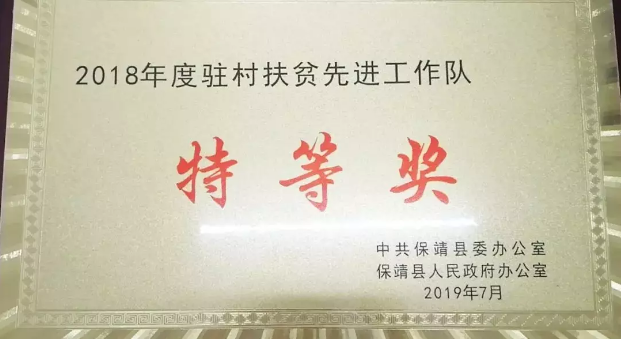 2018年度驻村扶贫先进工作队
特等奖
中共保靖县委办公室
保靖县人民政府办公室
2019年7月